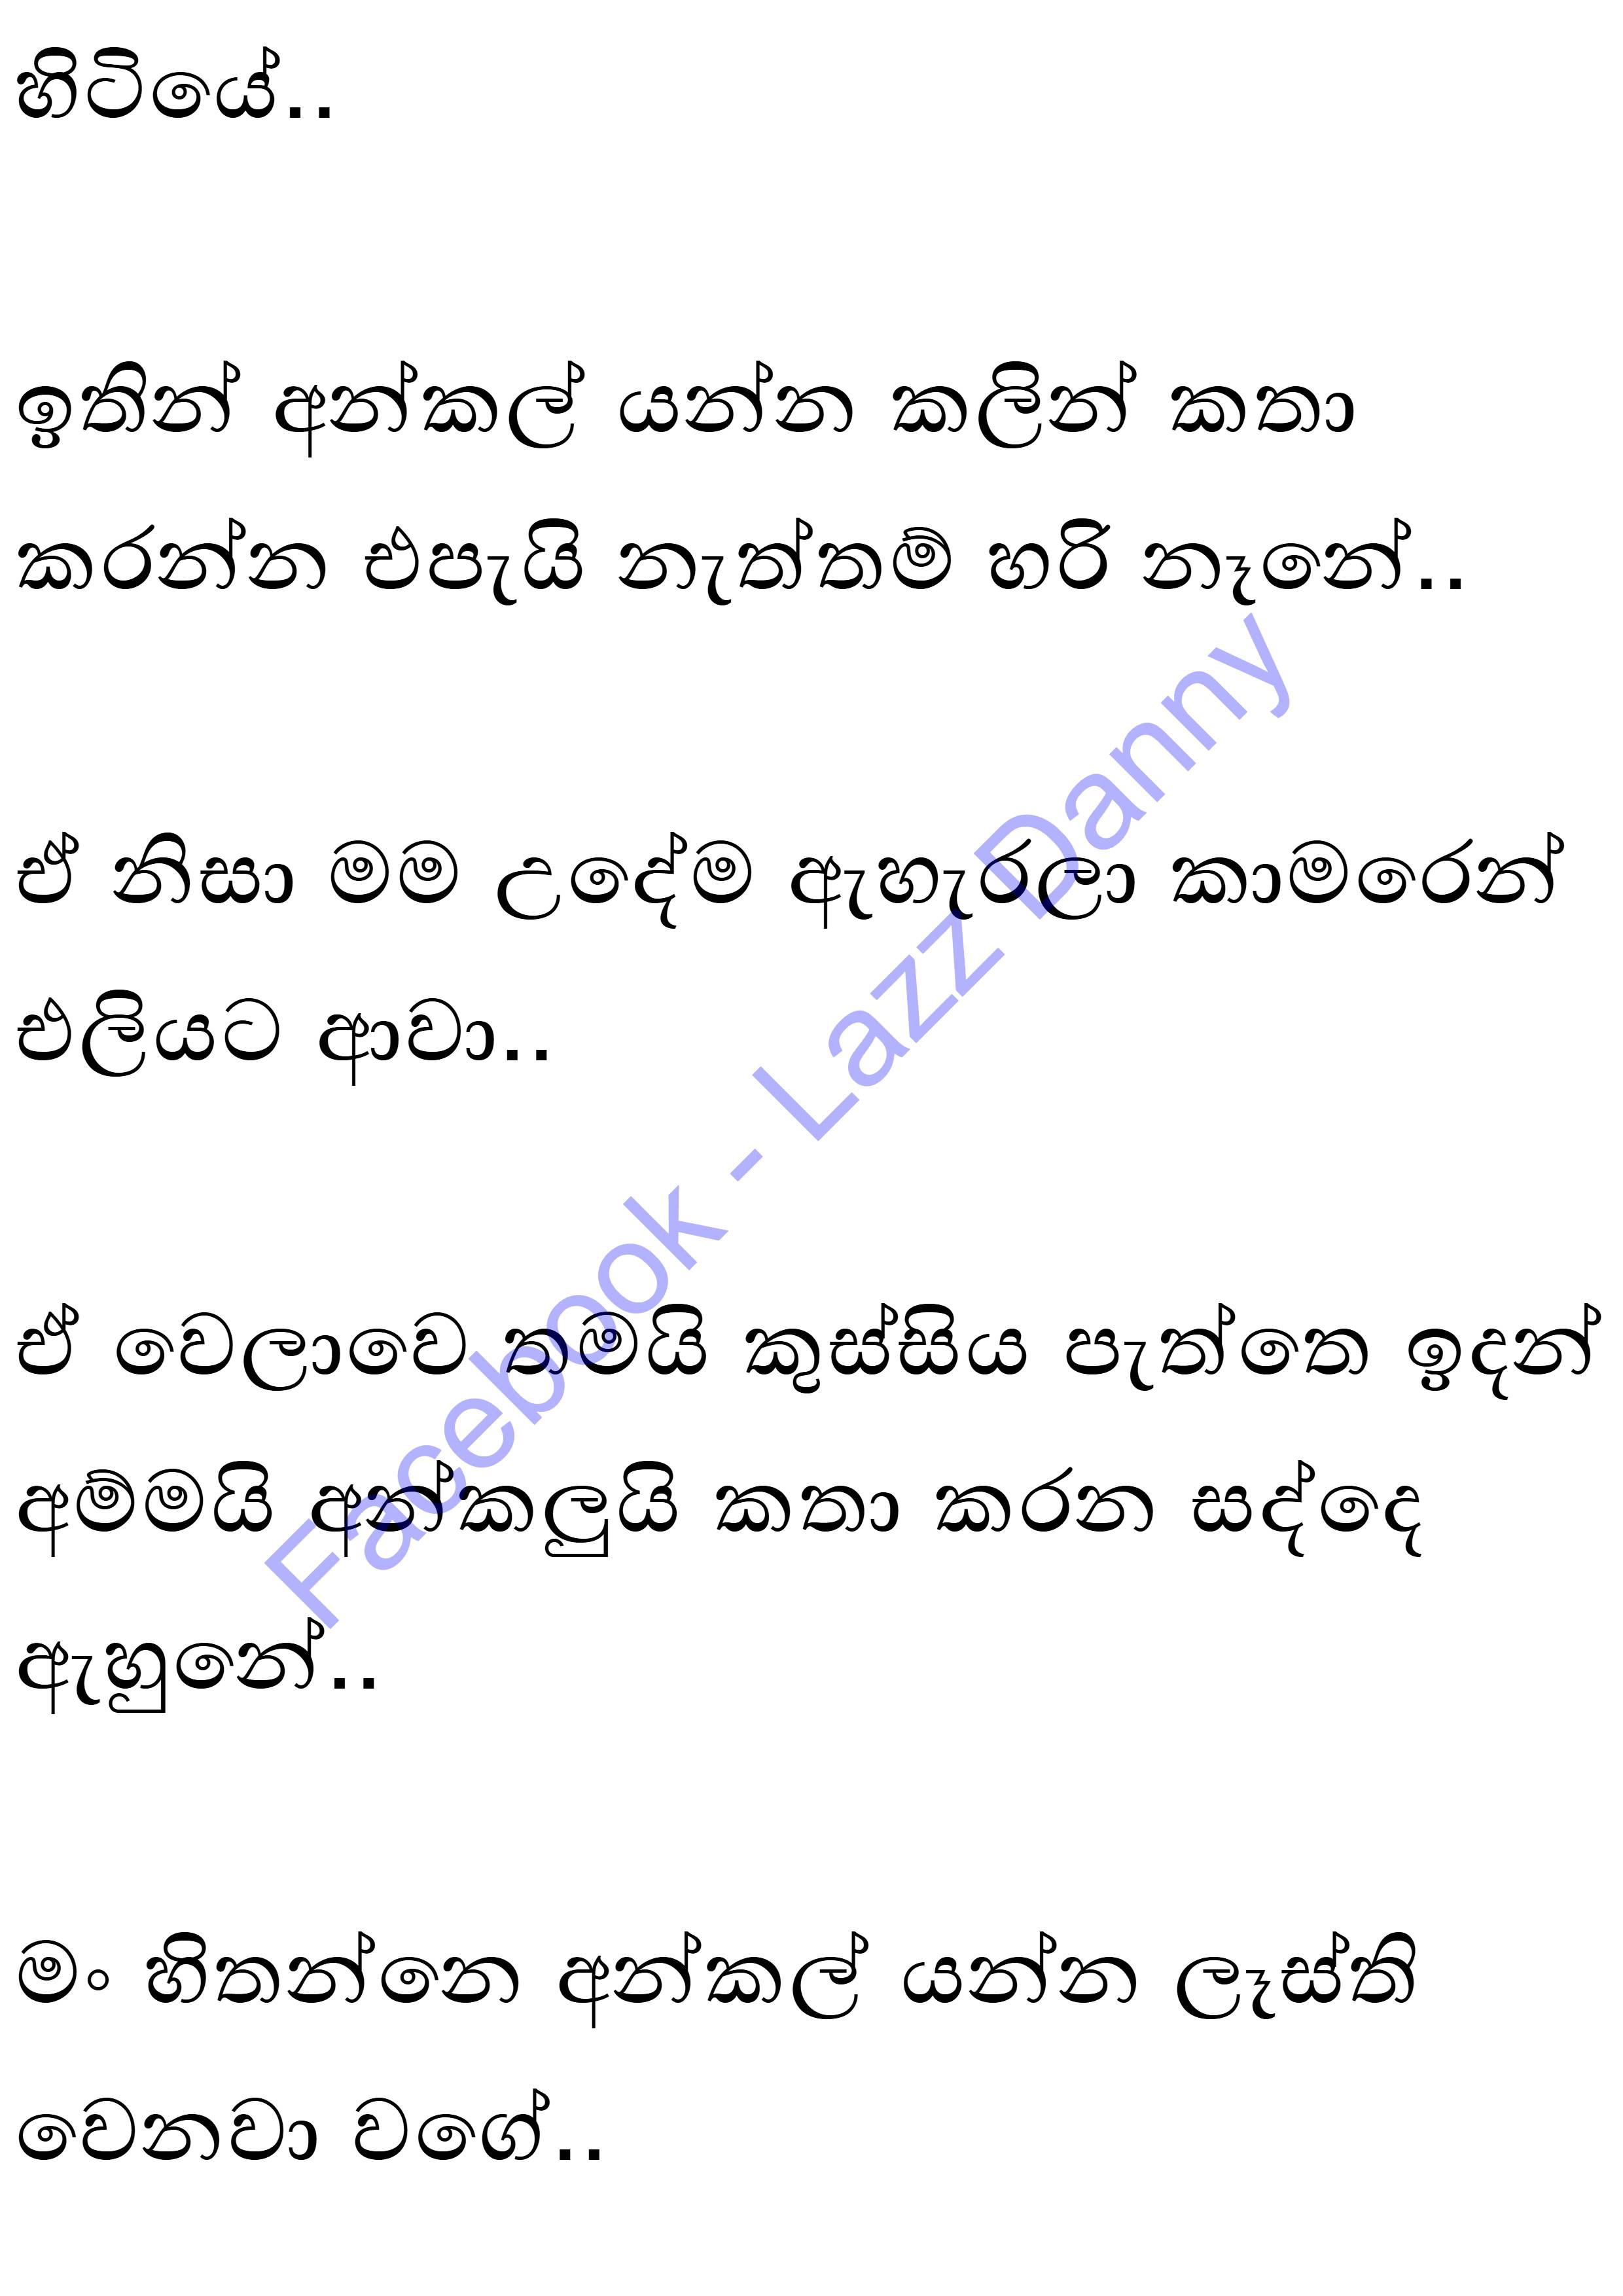 හිටියේ..
ඉතින් අන්කල් යන්න කලින් කතා
කරන්න එපැයි නැත්තම් හරි නෑනේ..
ඒ නිසා මම උදේම ඇහැරලා කාමරෙන්
එලියට ආවා..
ඒ වෙලාවෙ තමයි කුස්සිය පැත්තෙ ඉදන්
අම්මයි අන්කලුයි කතා කරන සද්දෙ
ඇහුනේ..
මං හිතන්නෙ අන්කල් යන්න ලෑස්ති
වෙනවා වගේ..
Facebook - Lazz Danny